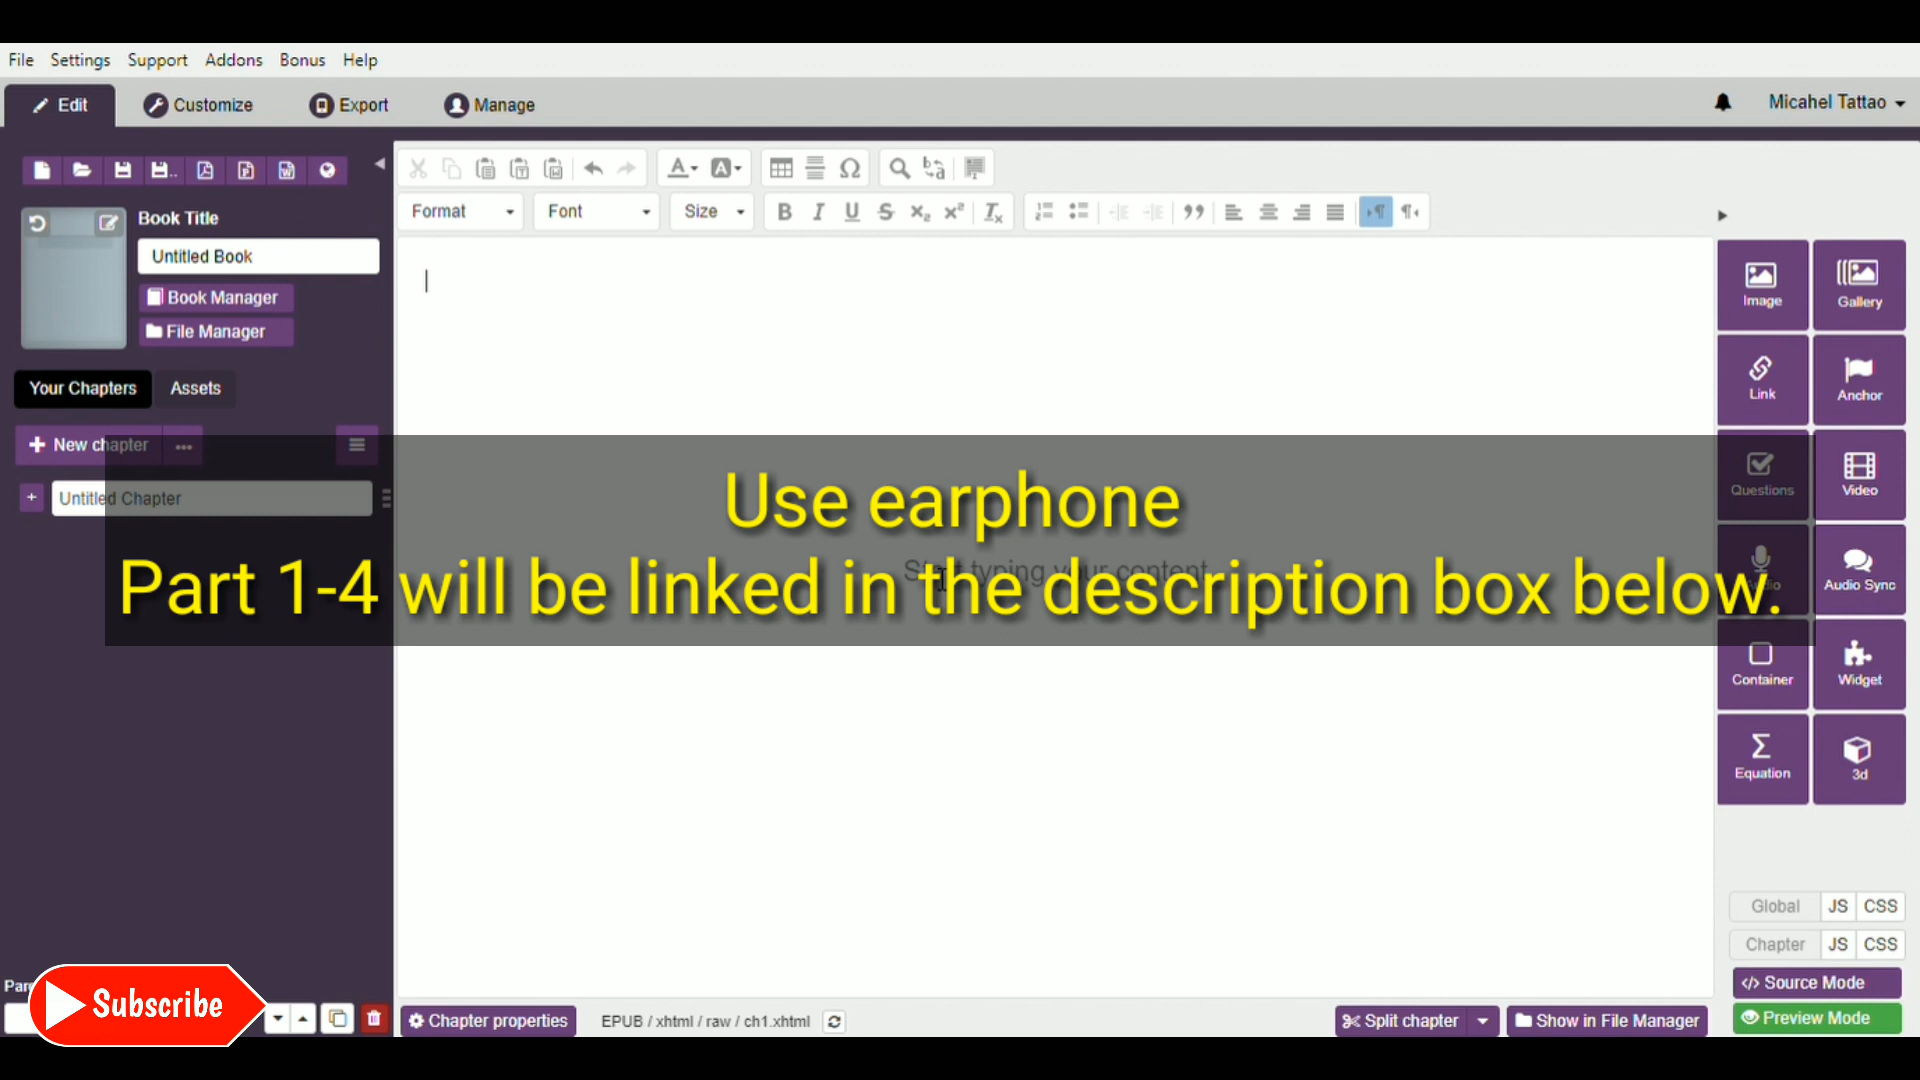 File Settings Support Addons Bonus Help
Edit Customize Export Manage Micahel Tattao
Book Title
Untitled Book
Book Manager
File Manager
Your Chapters Assets
New chapter
Untitled Chapter
Format Font Size B I U S
Image Gallery
Link Anchor
Questions Video
Audio Sync
Container Widget
Equation 3d
Start typing your content
Use earphone
Part 1-4 will be linked in the description box below.
Global JS CSS
Chapter JS CSS
Source Mode
Preview Mode
Subscribe
Chapter properties EPUB / xhtml / raw / ch1.xhtml Split chapter Show in File Manager